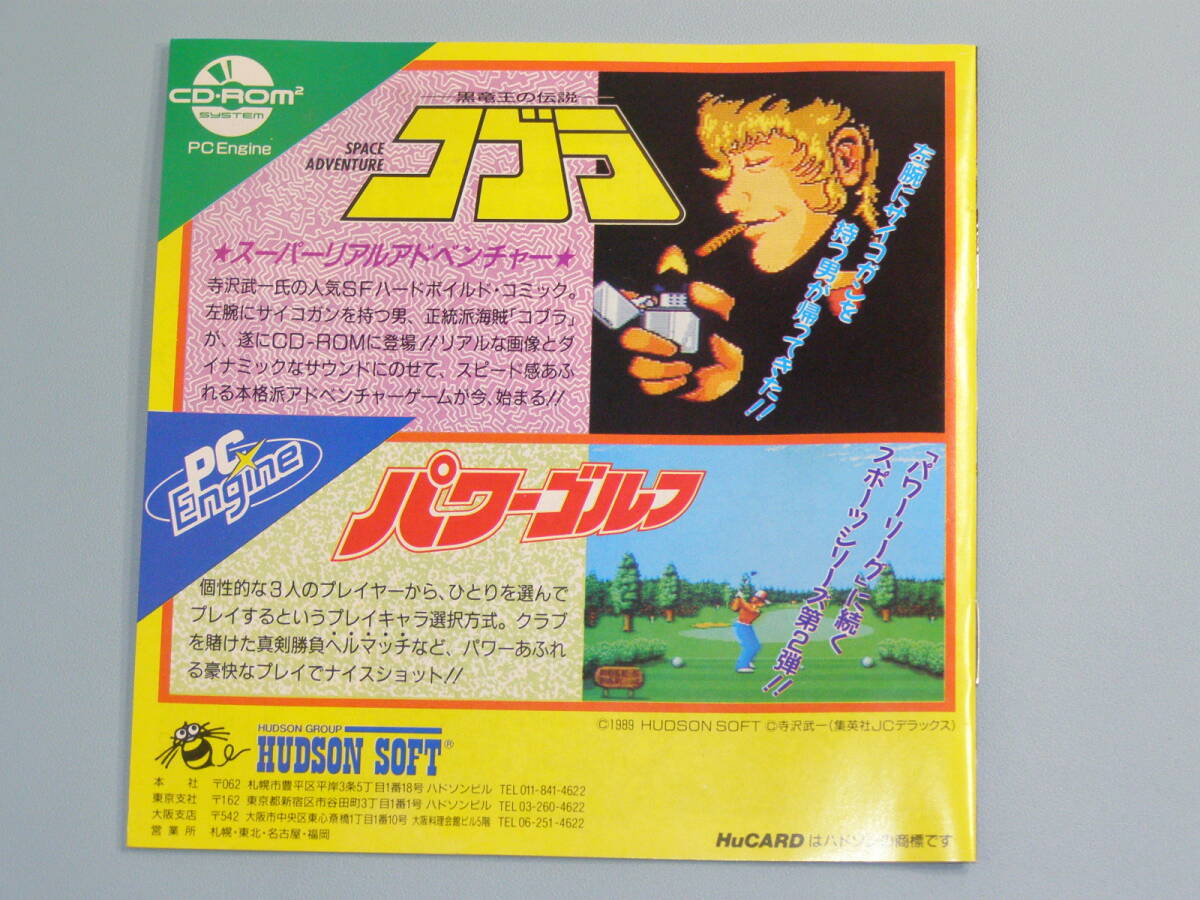 CD-ROM²
SYSTEM
PC Engine
黒竜王の伝説
SPACE
ADVENTURE
コブラ
★スーパーリアルアドベンチャー★
寺沢武一氏の人気SFハードボイルド・コミック。
左腕にサイコガンを持つ男、正統派海賊「コブラ」
が、遂にCD-ROMに登場!!リアルな画像とダ
イナミックなサウンドにのせて、スピード感あふ
れる本格派アドベンチャーゲームが今、始まる!!
左腕にサイコガンを
持つ男が帰ってきた!!
PC
Engine
パワーゴルフ
個性的な3人のプレイヤーから、ひとりを選んで
プレイするというプレイキャラ選択方式。クラブ
を賭けた真剣勝負ヘルマッチなど、パワーあふれ
る豪快なプレイでナイスショット!!
「パワーリーグ」に続く
スポーツシリーズ第2弾!!
©1989 HUDSON SOFT ©寺沢武一(集英社JCデラックス)
HUDSON GROUP
HUDSON SOFT®
本 社 〒062 札幌市豊平区平岸3条5丁目1番18号 ハドソンビル TEL 011-841-4622
東京支社 〒162 東京都新宿区市谷田町3丁目1番1号 ハドソンビル TEL 03-260-4622
大阪支店 〒542 大阪市中央区東心斎橋1丁目1番10号 大阪料理会館ビル5階 TEL 06-251-4622
営業所 札幌・東北・名古屋・福岡
HuCARDはハドソンの商標です